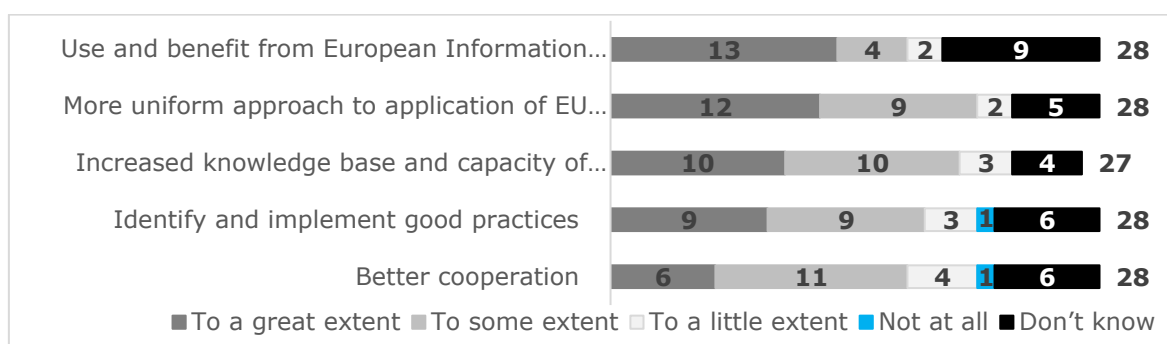 Use and benefit from European Information… 13 4 2 9 28
More uniform approach to application of EU… 12 9 2 5 28
Increased knowledge base and capacity of… 10 10 3 4 27
Identify and implement good practices 9 9 3 1 6 28
Better cooperation 6 11 4 1 6 28
To a great extent To some extent To a little extent Not at all Don’t know